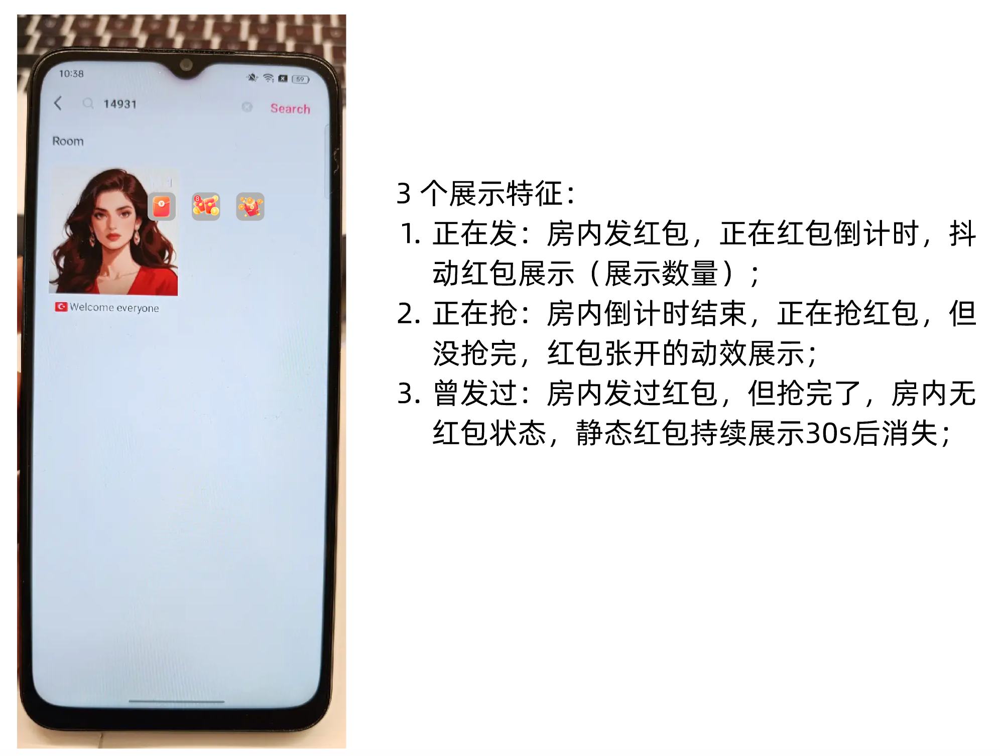 10:38
59
14931
Search
Room
8
Welcome everyone
3 个展示特征：
1. 正在发：房内发红包，正在红包倒计时，抖
动红包展示（展示数量）；
2. 正在抢：房内倒计时结束，正在抢红包，但
没抢完，红包张开的动效展示；
3. 曾发过：房内发过红包，但抢完了，房内无
红包状态，静态红包持续展示30s后消失；